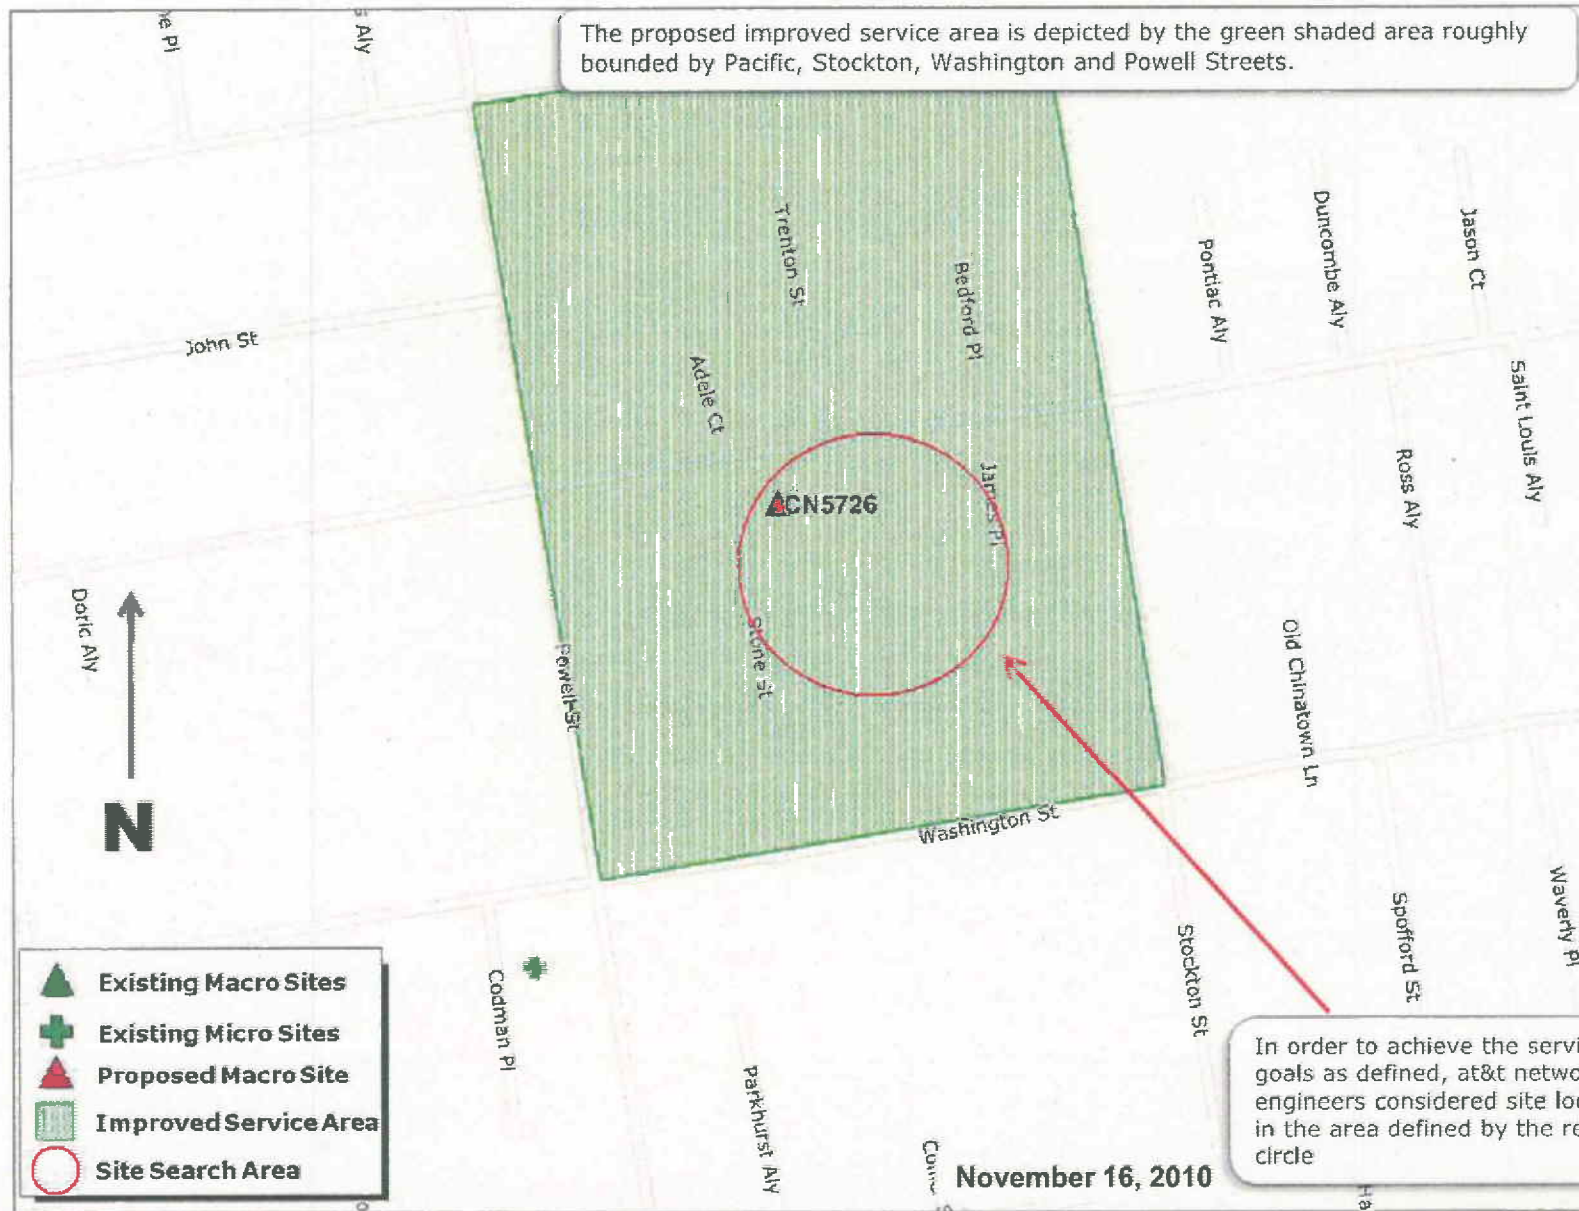 The proposed improved service area is depicted by the green shaded area roughly
bounded by Pacific, Stockton, Washington and Powell Streets.
Pl
Aly
Trenton St
Bedford Pl
Pontiac Aly
Duncombe Aly
Jason Ct
John St
Adele Ct
Saint Louis Aly
Ross Aly
James Pl
CN5726
Doric Aly
Powell St
Stone St
Old Chinatown Ln
N
Washington St
Waverly Pl
Spofford St
Stockton St
Codman Pl
Parkhurst Aly
Existing Macro Sites
Existing Micro Sites
Proposed Macro Site
Improved Service Area
Site Search Area
In order to achieve the servi
goals as defined, at&t netwo
engineers considered site loc
in the area defined by the re
circle
November 16, 2010
Ha